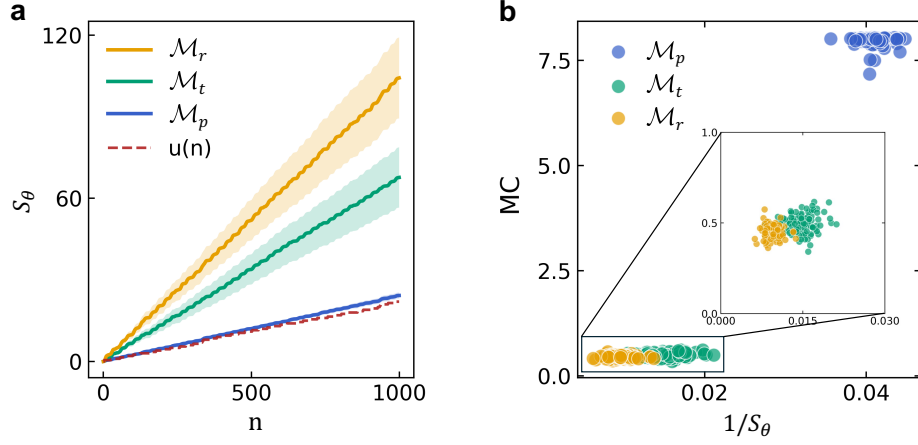 a
120
60
0
S_θ
0
500
1000
n
ℳ_r
ℳ_t
ℳ_p
u(n)
b
7.5
5.0
2.5
0.0
MC
0.02
0.04
1/S_θ
ℳ_p
ℳ_t
ℳ_r
1.0
0.5
0.0
0.000
0.015
0.030